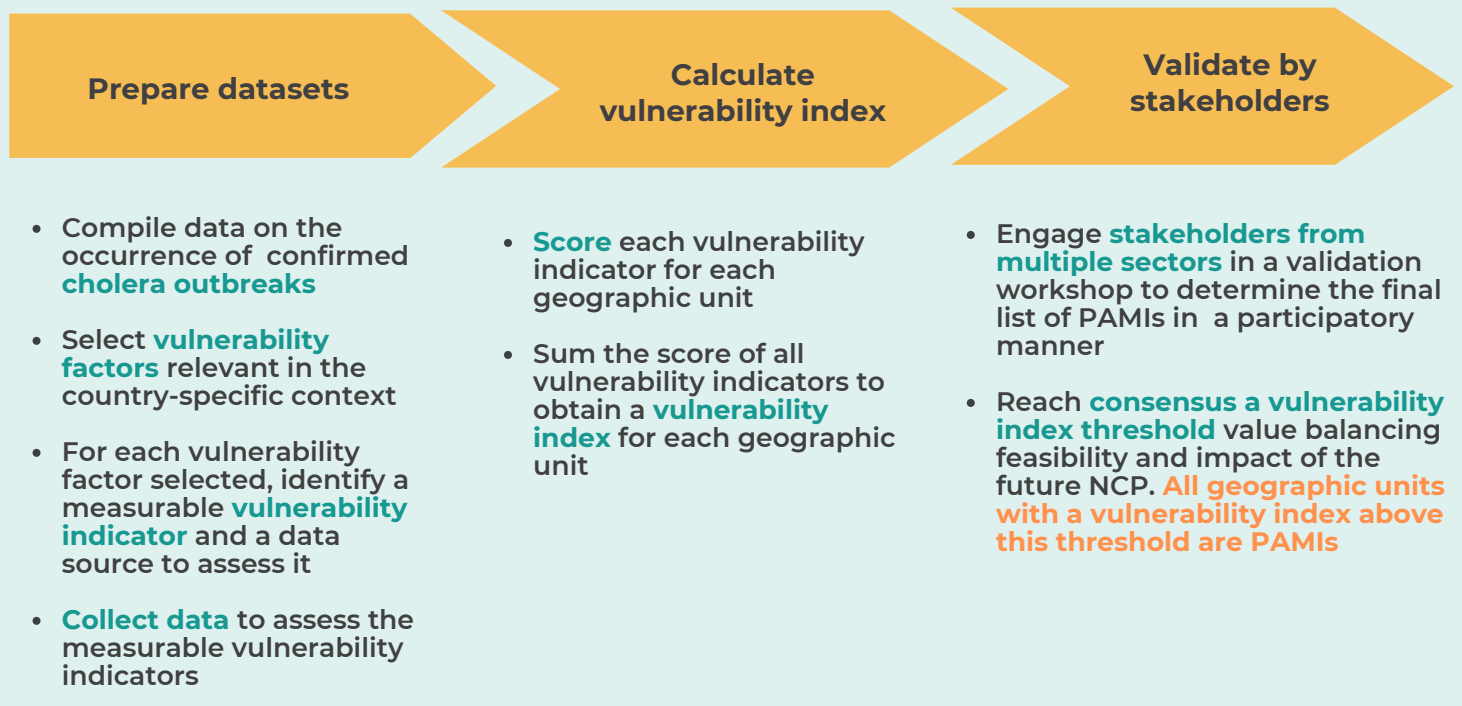 Prepare datasets
• Compile data on the
occurrence of confirmed
cholera outbreaks
• Select vulnerability
factors relevant in the
country-specific context
• For each vulnerability
factor selected, identify a
measurable vulnerability
indicator and a data
source to assess it
• Collect data to assess the
measurable vulnerability
indicators
Calculate
vulnerability index
• Score each vulnerability
indicator for each
geographic unit
• Sum the score of all
vulnerability indicators to
obtain a vulnerability
index for each geographic
unit
Validate by
stakeholders
• Engage stakeholders from
multiple sectors in a validation
workshop to determine the final
list of PAMIs in a participatory
manner
• Reach consensus a vulnerability
index threshold value balancing
feasibility and impact of the
future NCP. All geographic units
with a vulnerability index above
this threshold are PAMIs